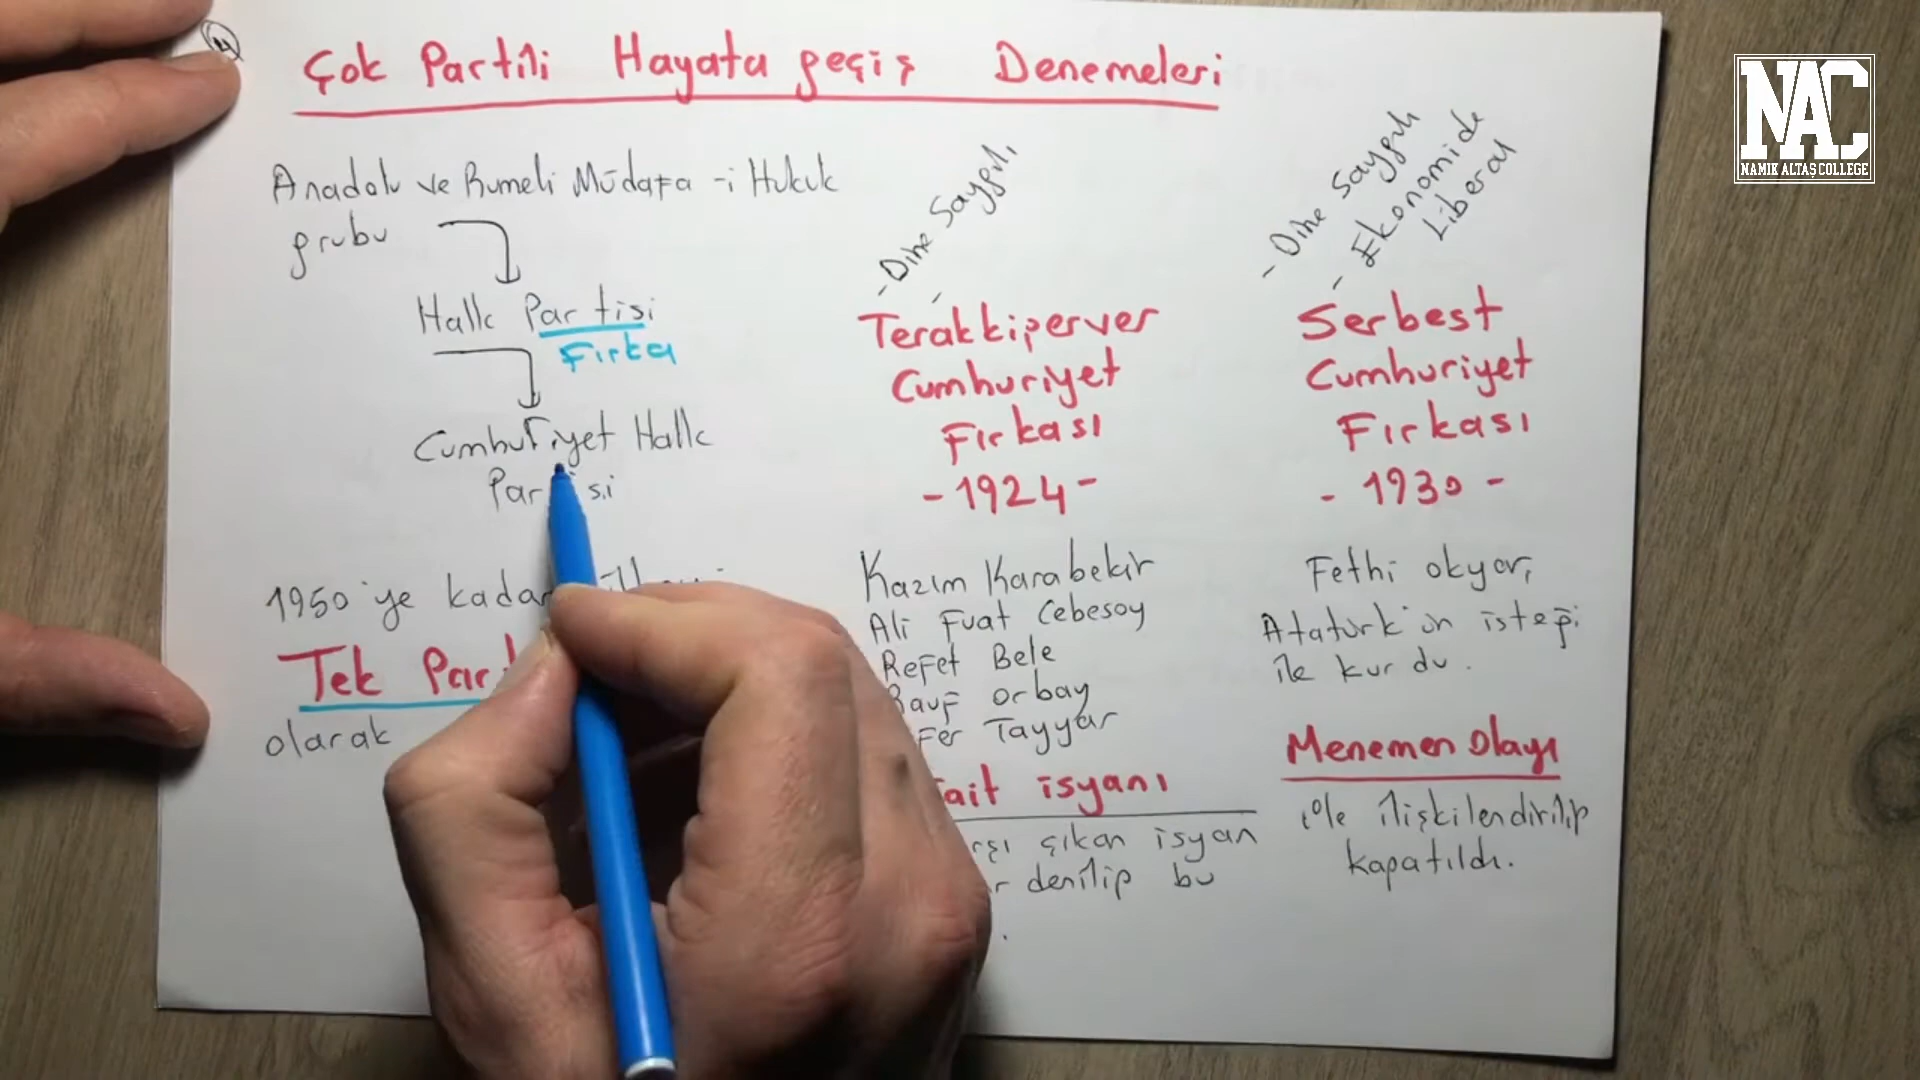 Çok Partili Hayata geçiş Denemeleri
Anadolu ve Rumeli Müdafa-i Hukuk
grubu
Halk Partisi
Fırka
Cumhuriyet Halk
Partisi
1950'ye kadar
Tek
olarak
- Dine Saygılı
-
Terakkiperver
Cumhuriyet
Fırkası
- 1924 -
Kazım Karabekir
Ali Fuat Cebesoy
Refet Bele
Orbay
Tayyar
isyanı
çıkan isyan
denilip bu
- Dine Saygılı
- Ekonomide
Liberal
Serbest
Cumhuriyet
Fırkası
- 1930 -
Fethi Okyar,
Atatürk'ün isteği
ile kurdu.
Menemen Olayı
ile ilişkilendirilip
kapatıldı.
NAC
NAMIK ALTAŞ COLLEGE